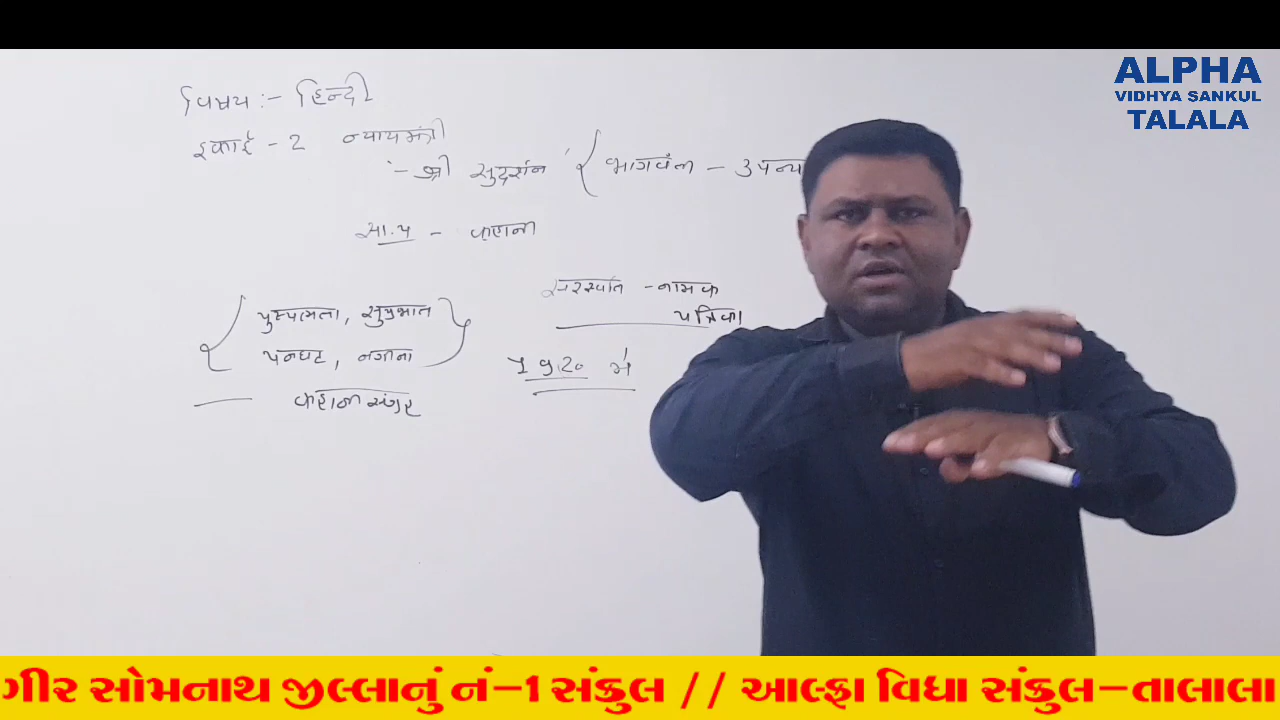 ALPHA
VIDHYA SANKUL
TALALA
विषय :- हिन्दी
इकाई - 2 न्यायमंत्री
:- श्री सुदर्शन { भागवंती - उपन्या
सा.प - कहानी
सरस्वति - नामक
पत्रिका
{ पुष्पलता, सुप्रभात }
पनघट, नगीना
1920 में
कहानी संग्रह
ગીર સોમનાથ જીલ્લાનું નં-1 સંકુલ // આલ્ફા વિધા સંકુલ-તાલાલા